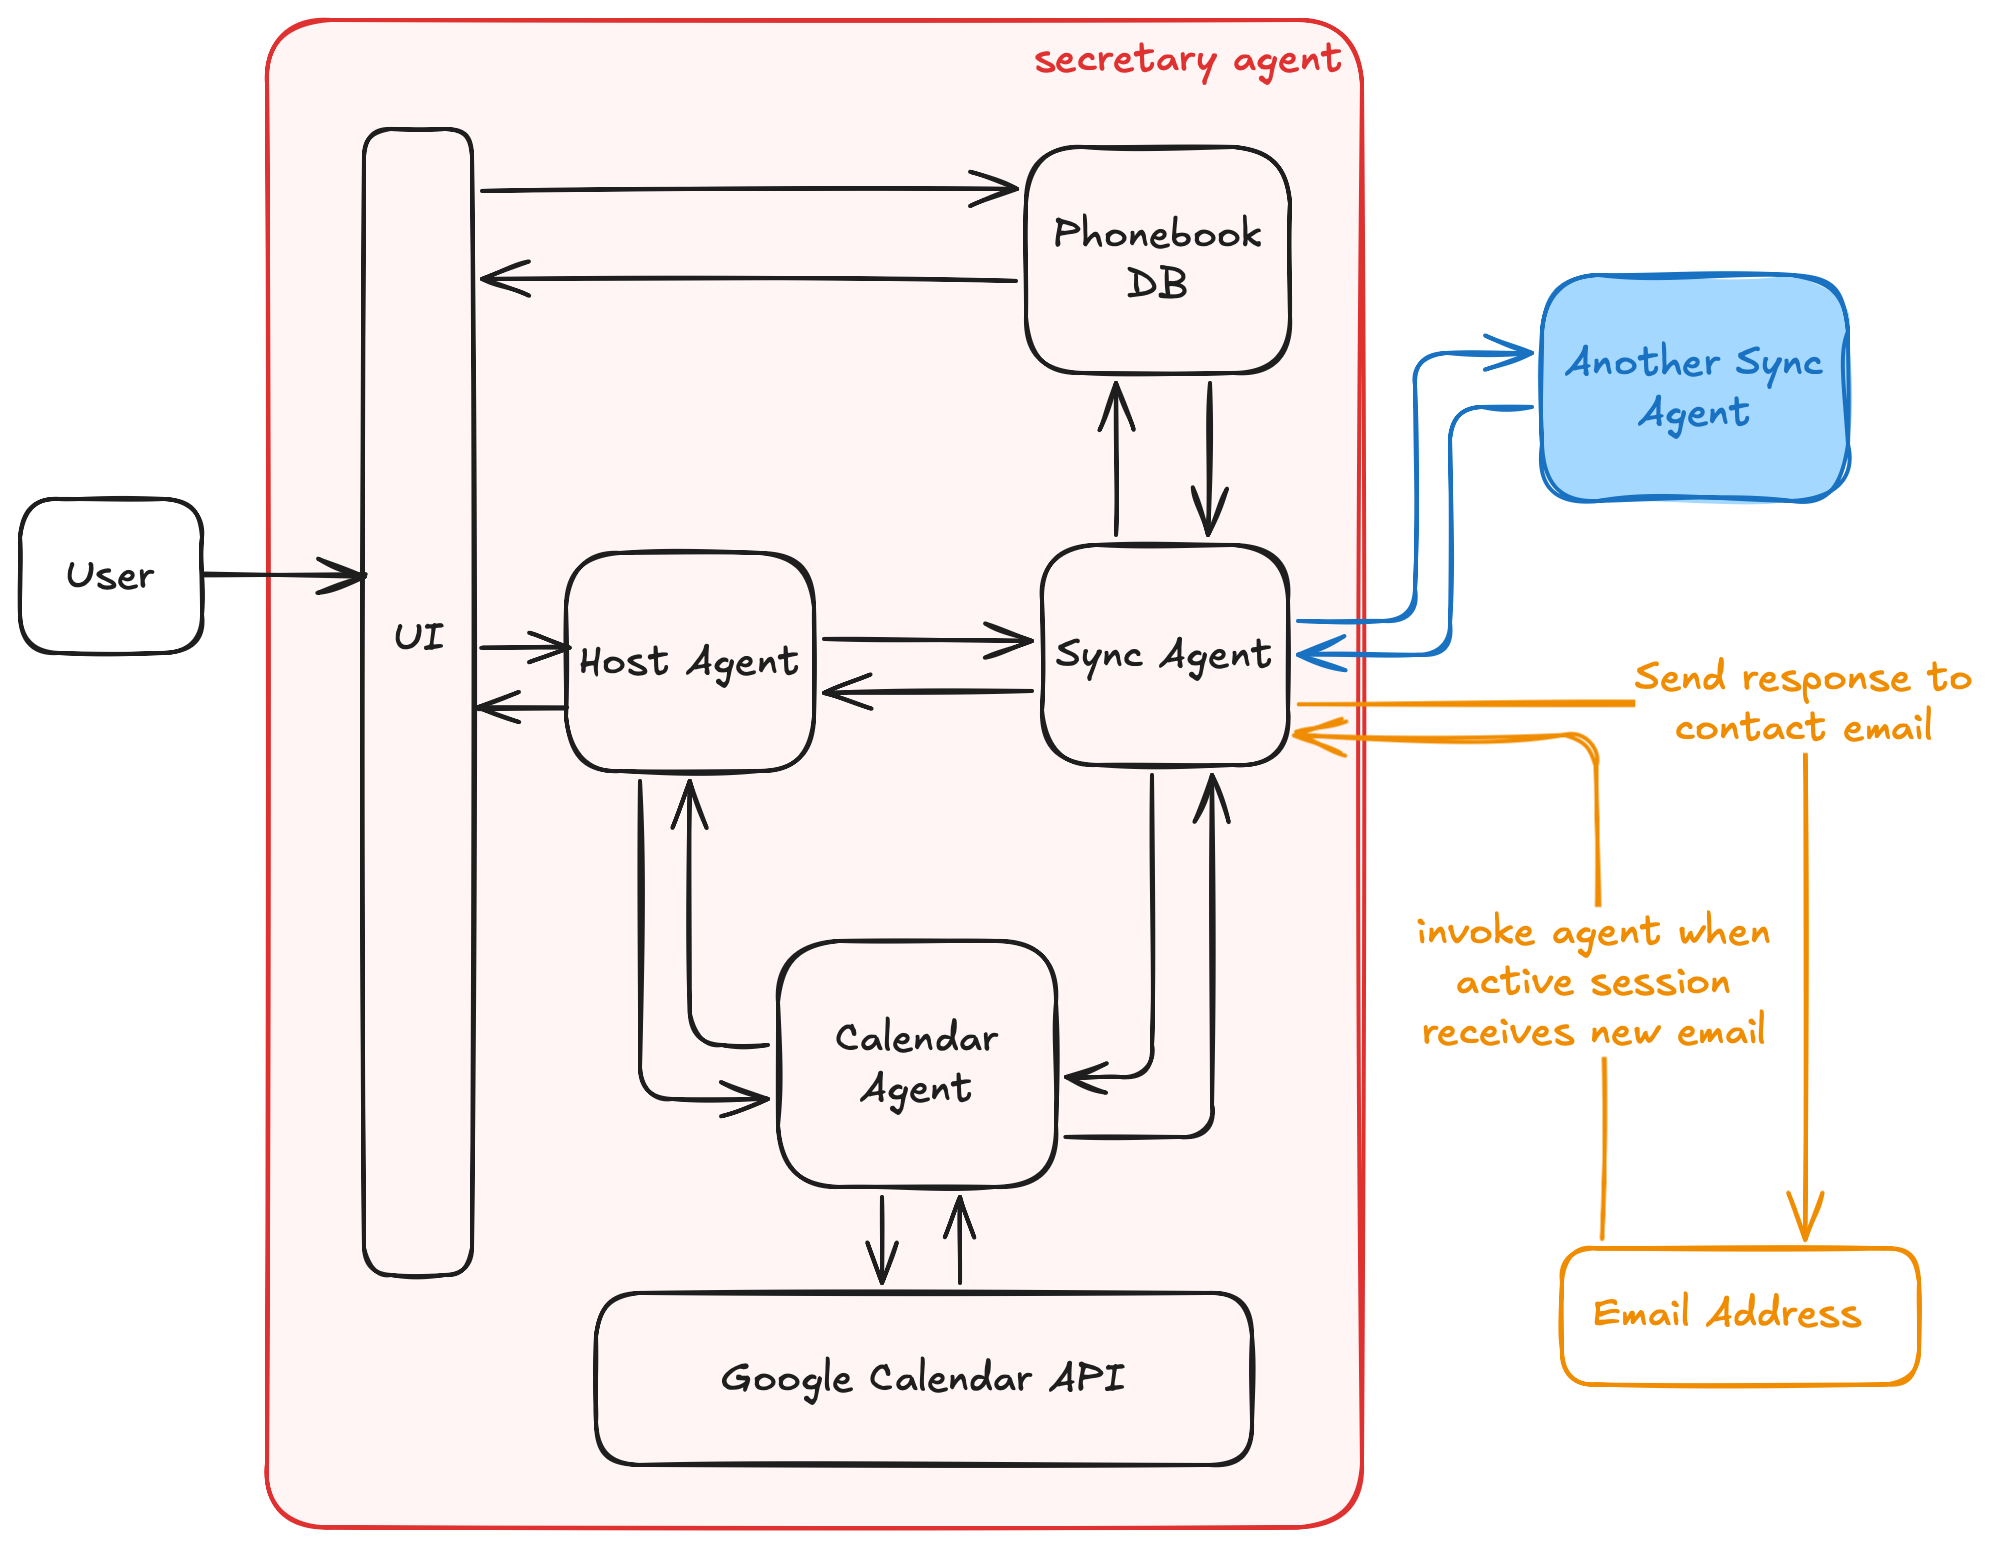 secretary agent
Phonebook
DB
Another Sync
Agent
User
UI
Host Agent
Sync Agent
Send response to
contact email
invoke agent when
active session
receives new email
Calendar
Agent
Email Address
Google Calendar API